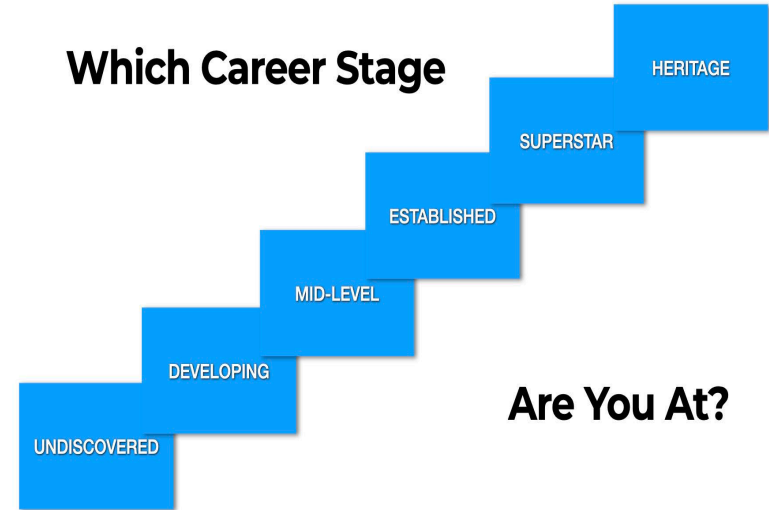 Which Career Stage
HERITAGE
SUPERSTAR
ESTABLISHED
MID-LEVEL
DEVELOPING
UNDISCOVERED
Are You At?